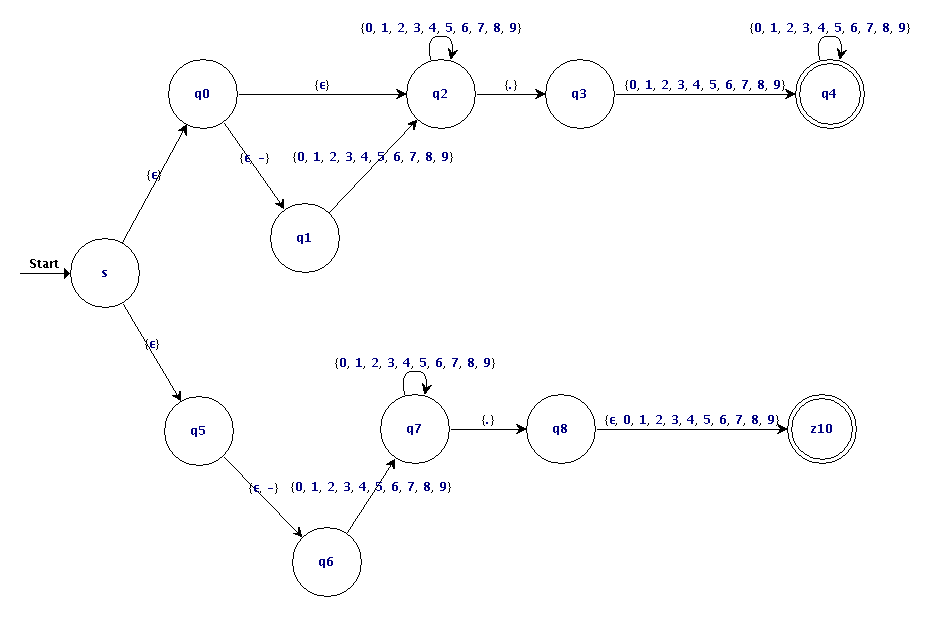 {0, 1, 2, 3, 4, 5, 6, 7, 8, 9}
{0, 1, 2, 3, 4, 5, 6, 7, 8, 9}
q0
{ϵ}
q2
{.}
q3
{0, 1, 2, 3, 4, 5, 6, 7, 8, 9}
q4
{ϵ, -}
{0, 1, 2, 3, 4, 5, 6, 7, 8, 9}
{ϵ}
q1
Start
s
{ϵ}
{0, 1, 2, 3, 4, 5, 6, 7, 8, 9}
q5
q7
{.}
q8
{ϵ, 0, 1, 2, 3, 4, 5, 6, 7, 8, 9}
z10
{ϵ, -}
{0, 1, 2, 3, 4, 5, 6, 7, 8, 9}
q6